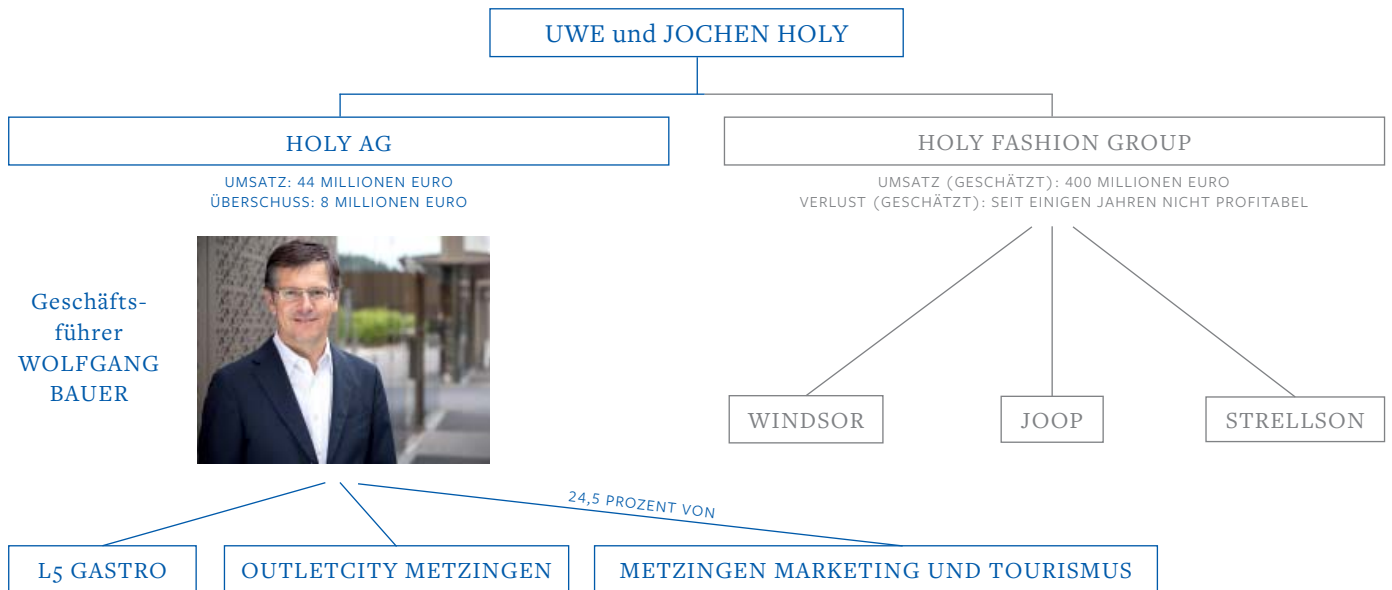 UWE und JOCHEN HOLY
HOLY AG
HOLY FASHION GROUP
UMSATZ: 44 MILLIONEN EURO
ÜBERSCHUSS: 8 MILLIONEN EURO
UMSATZ (GESCHÄTZT): 400 MILLIONEN EURO
VERLUST (GESCHÄTZT): SEIT EINIGEN JAHREN NICHT PROFITABEL
Geschäfts-
führer
WOLFGANG
BAUER
WINDSOR
JOOP
STRELLSON
24,5 PROZENT VON
L5 GASTRO
OUTLETCITY METZINGEN
METZINGEN MARKETING UND TOURISMUS